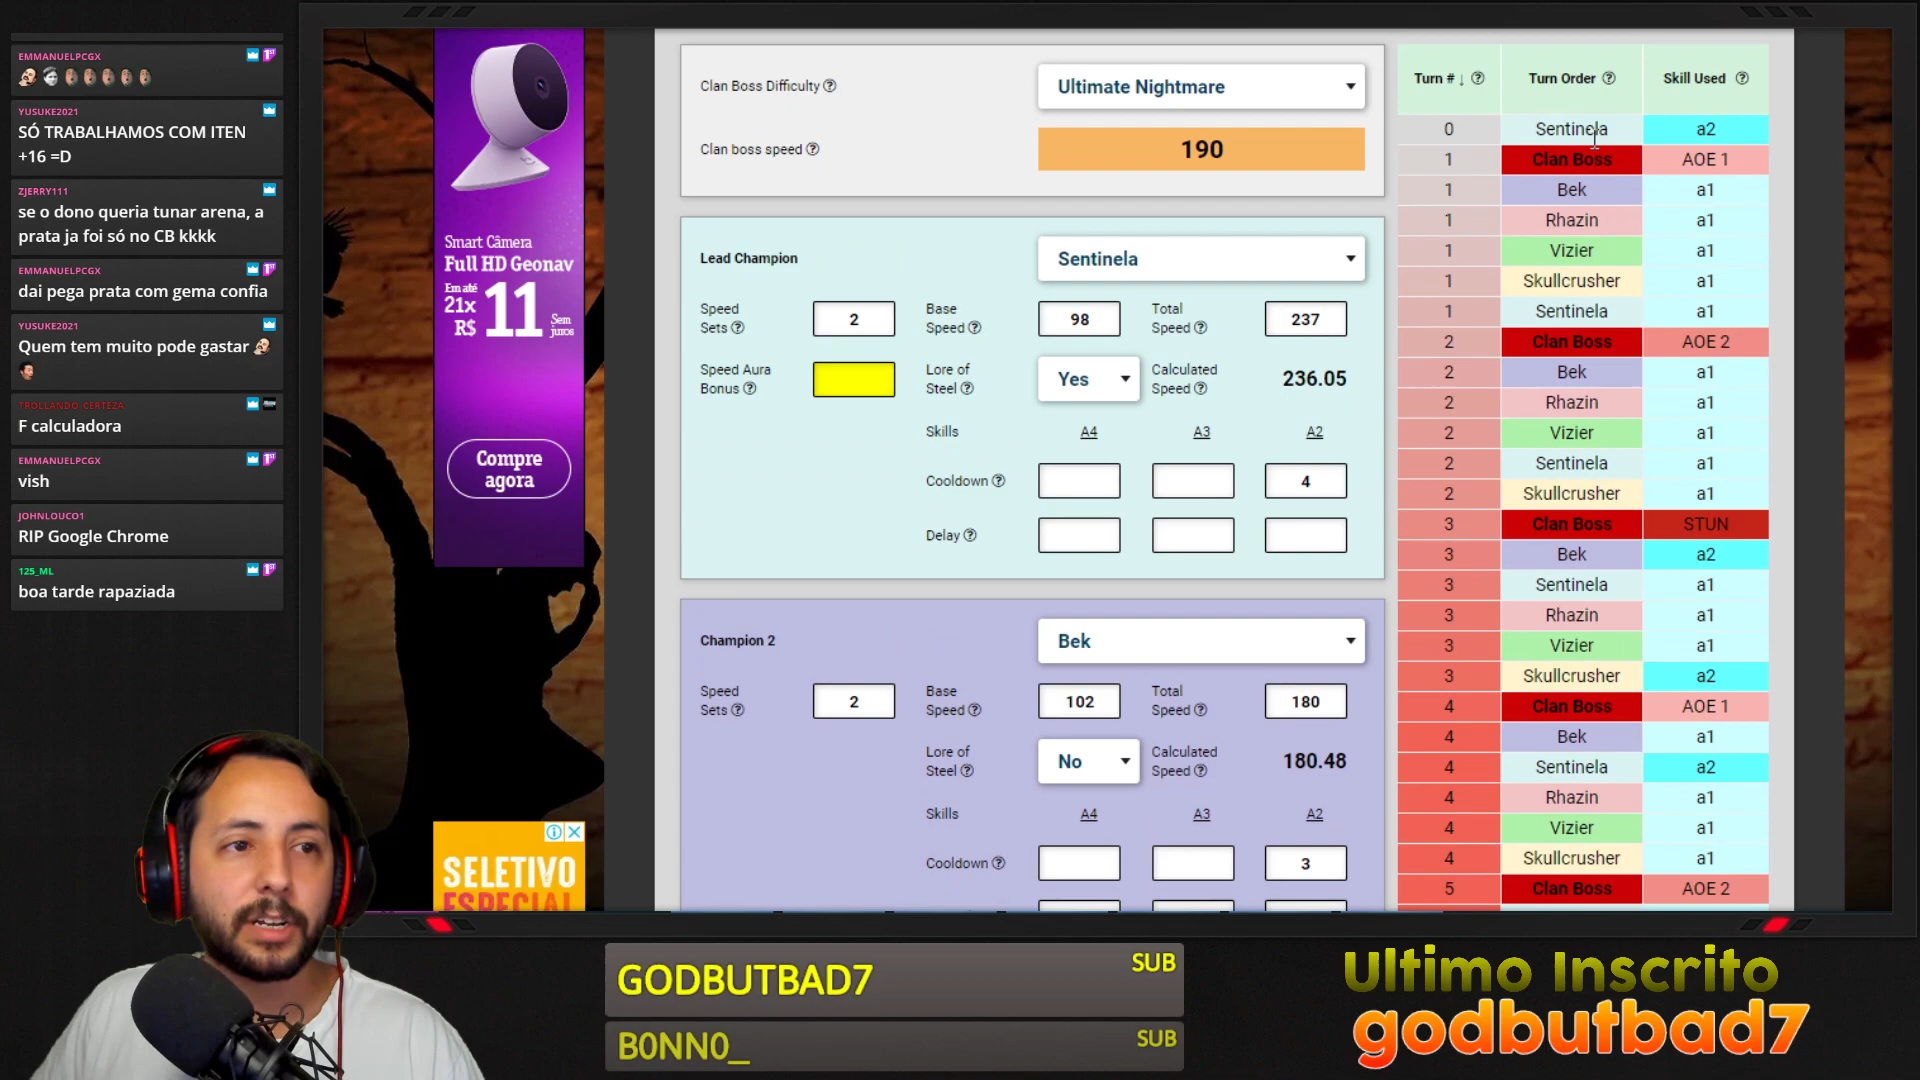 EMMANUELPCGX
YUSUKE2021
SÓ TRABALHAMOS COM ITEN
+16 =D
ZJERRY111
se o dono queria tunar arena, a
prata ja foi só no CB kkkk
EMMANUELPCGX
dai pega prata com gema confia
YUSUKE2021
Quem tem muito pode gastar
TROLLANDO_CERTEZA
F calculadora
EMMANUELPCGX
vish
JOHNLOUCO1
RIP Google Chrome
125_ML
boa tarde rapaziada
Smart Câmera
Full HD Geonav
Em até
21x
R$ 11 Sem
juros
Compre
agora
SELETIVO
ESPECIAL
Clan Boss Difficulty
Ultimate Nightmare
Clan boss speed
190
Lead Champion
Sentinela
Speed
Sets
2
Base
Speed
98
Total
Speed
237
Speed Aura
Bonus
Lore of
Steel
Yes
Calculated
Speed
236.05
Skills A4 A3 A2
Cooldown 4
Delay
Champion 2
Bek
Speed
Sets
2
Base
Speed
102
Total
Speed
180
Lore of
Steel
No
Calculated
Speed
180.48
Skills A4 A3 A2
Cooldown 3
Turn # ↓ Turn Order Skill Used
0 Sentinela a2
1 Clan Boss AOE 1
1 Bek a1
1 Rhazin a1
1 Vizier a1
1 Skullcrusher a1
1 Sentinela a1
2 Clan Boss AOE 2
2 Bek a1
2 Rhazin a1
2 Vizier a1
2 Sentinela a1
2 Skullcrusher a1
3 Clan Boss STUN
3 Bek a2
3 Sentinela a1
3 Rhazin a1
3 Vizier a1
3 Skullcrusher a2
4 Clan Boss AOE 1
4 Bek a1
4 Sentinela a2
4 Rhazin a1
4 Vizier a1
4 Skullcrusher a1
5 Clan Boss AOE 2
GODBUTBAD7 SUB
B0NN0_ SUB
Ultimo Inscrito
godbutbad7